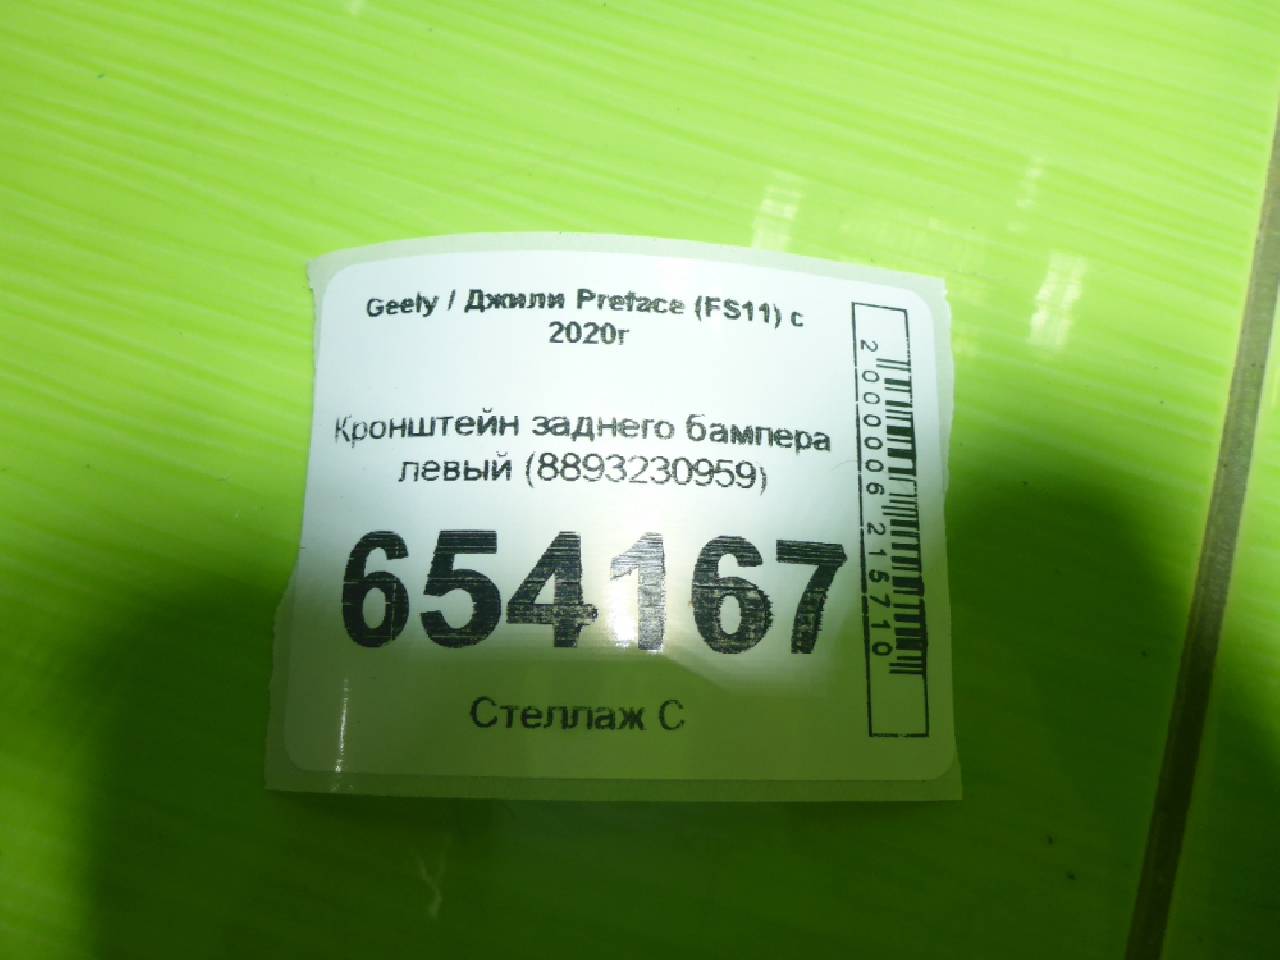 Geely / Джили Preface (FS11) с
2020г
Кронштейн заднего бампера
левый (8893230959)
654167
Стеллаж С
2000006215710